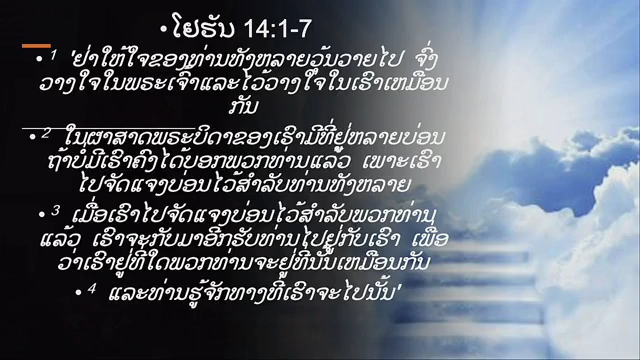 • ໂຢຮັນ 14:1-7
• 1 'ຢ່າໃຫ້ໃຈຂອງທ່ານທັງຫລາຍວຸ້ນວາຍໄປ ຈົ່ງ
ວາງໃຈໃນພຣະເຈົ້າແລະໄວ້ວາງໃຈໃນເຮົາເຫມືອນ
ກັນ
• 2 ໃນຜາສາດພຣະບິດາຂອງເຮົາມີທີ່ຢູ່ຫລາຍບ່ອນ
ຖ້າບໍ່ມີເຮົາຄົງໄດ້ບອກພວກທ່ານແລ້ວ ເພາະເຮົາ
ໄປຈັດແຈງບ່ອນໄວ້ສຳລັບທ່ານທັງຫລາຍ
• 3 ເມື່ອເຮົາໄປຈັດແຈງບ່ອນໄວ້ສຳລັບພວກທ່ານ
ແລ້ວ ເຮົາຈະກັບມາອີກຮັບທ່ານໄປຢູ່ກັບເຮົາ ເພື່ອ
ວ່າເຮົາຢູ່ທີ່ໃດພວກທ່ານຈະຢູ່ທີ່ນັ້ນເຫມືອນກັນ
• 4 ແລະທ່ານຮູ້ຈັກທາງທີ່ເຮົາຈະໄປນັ້ນ'